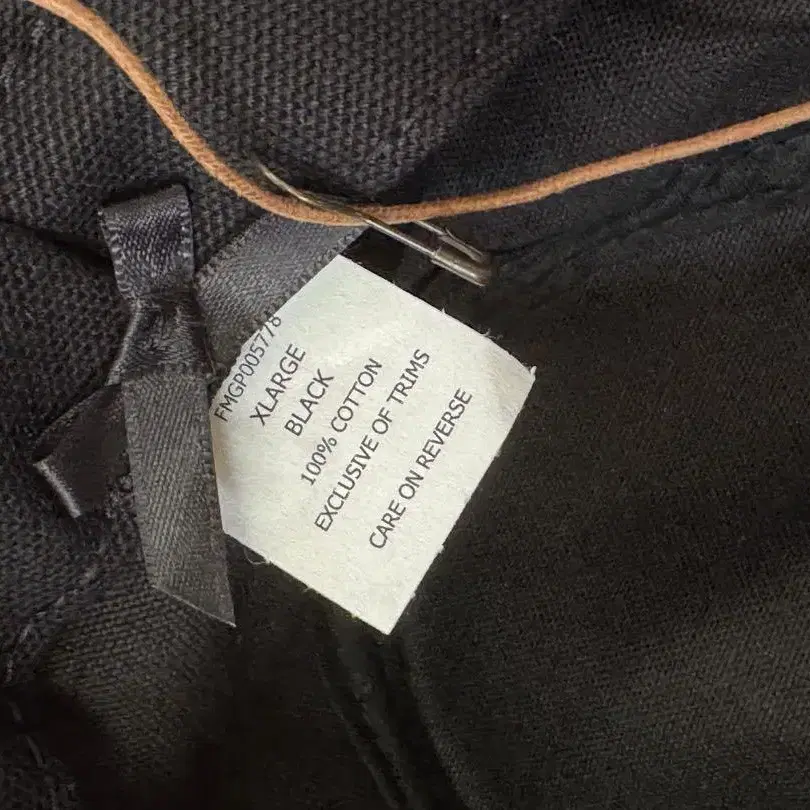 FMGP005778
XLARGE
BLACK
100% COTTON
EXCLUSIVE OF TRIMS
CARE ON REVERSE